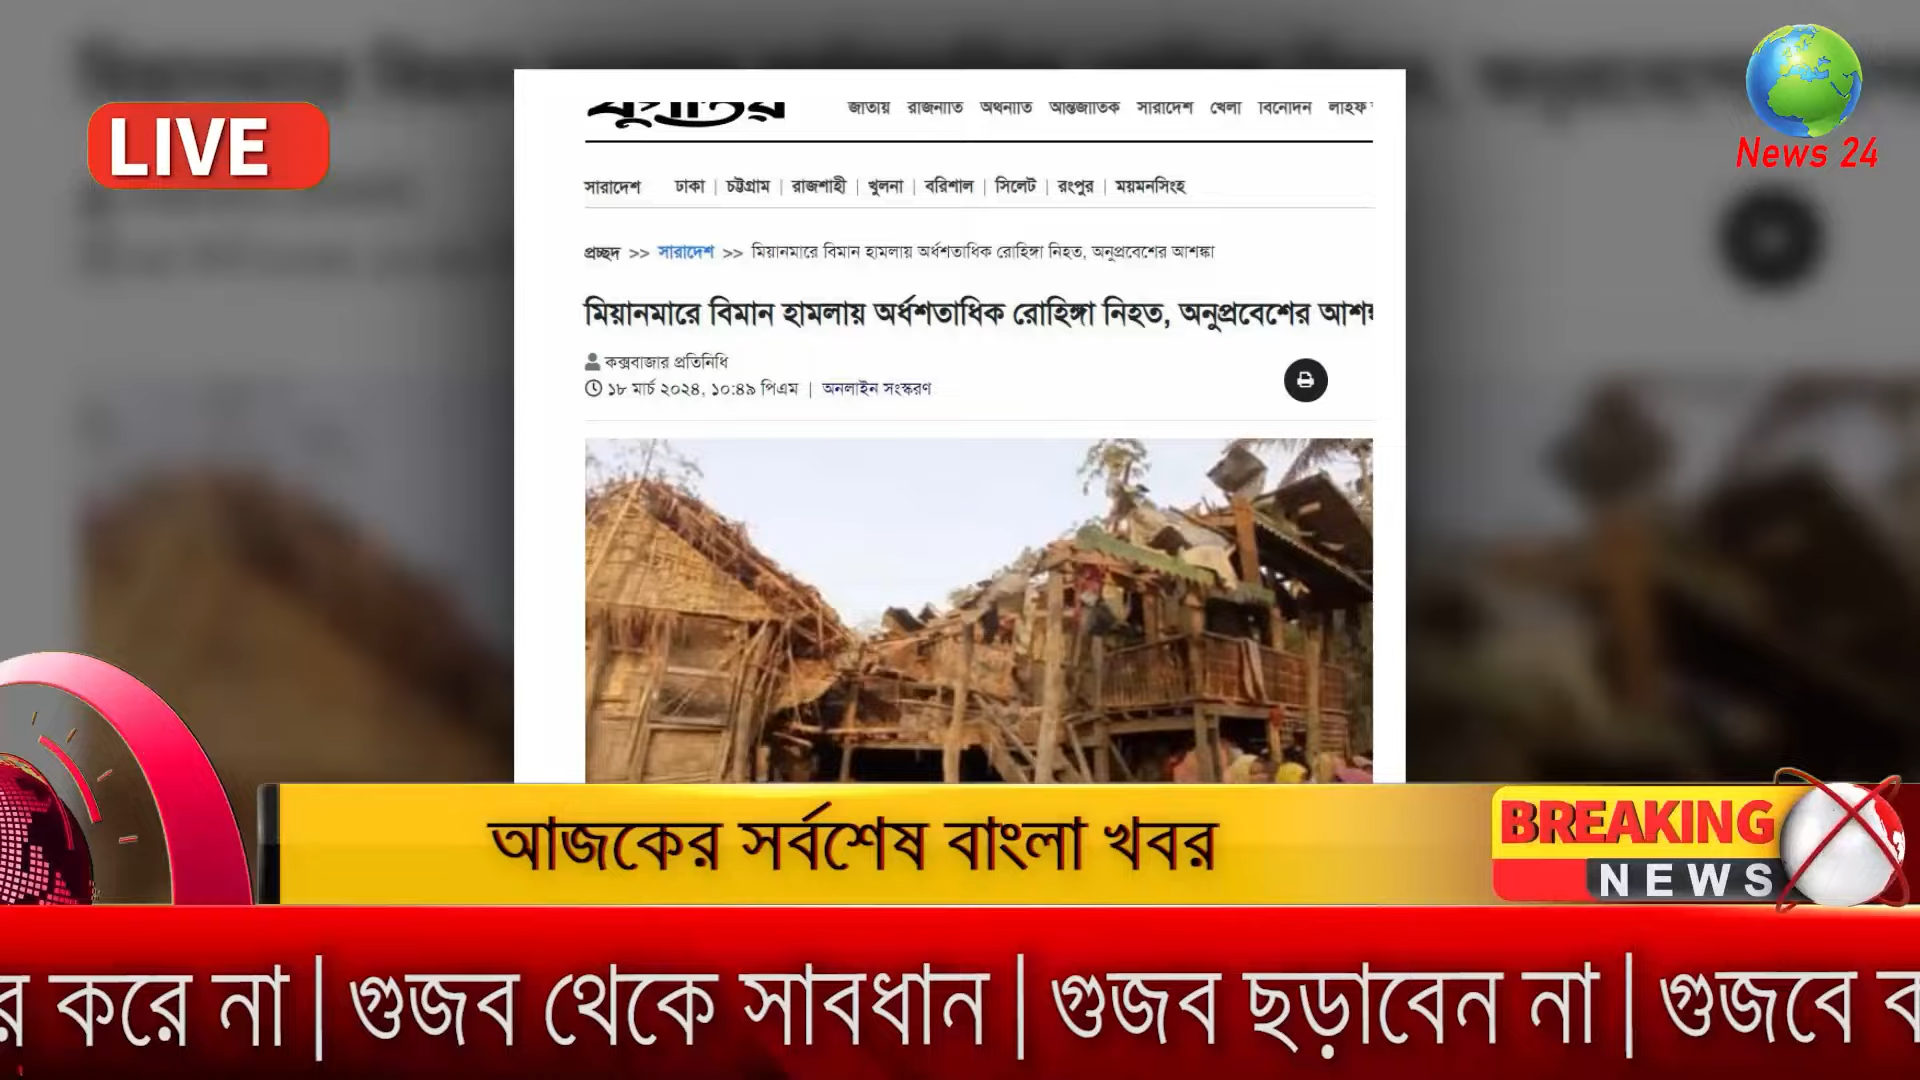 LIVE
News 24
যুগান্তর
জাতীয় রাজনীতি অর্থনীতি আন্তর্জাতিক সারাদেশ খেলা বিনোদন লাইফ
সারাদেশ ঢাকা | চট্টগ্রাম | রাজশাহী | খুলনা | বরিশাল | সিলেট | রংপুর | ময়মনসিংহ
প্রচ্ছদ >> সারাদেশ >> মিয়ানমারে বিমান হামলায় অর্ধশতাধিক রোহিঙ্গা নিহত, অনুপ্রবেশের আশঙ্কা
মিয়ানমারে বিমান হামলায় অর্ধশতাধিক রোহিঙ্গা নিহত, অনুপ্রবেশের
কক্সবাজার প্রতিনিধি
১৮ মার্চ ২০২৪, ১০:৪৯ পিএম | অনলাইন সংস্করণ
আজকের সর্বশেষ বাংলা খবর
BREAKING
NEWS
করে না | গুজব থেকে সাবধান | গুজব ছড়াবেন না | গুজবে